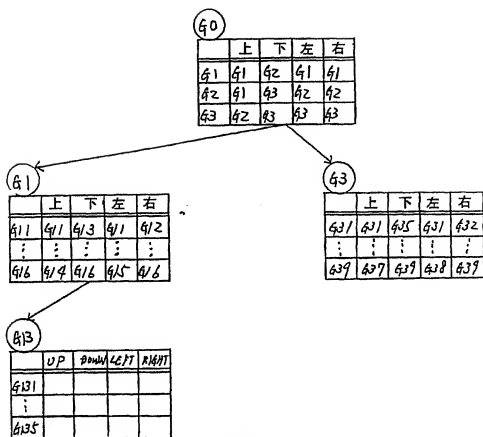 G0
上 下 左 右
G1 G1 G2 G1 G1
G2 G1 G3 G2 G2
G3 G2 G3 G3 G3
G1
上 下 左 右
G11 G11 G13 G11 G12
⋮ ⋮ ⋮ ⋮ ⋮
G16 G14 G16 G15 G16
G3
上 下 左 右
G31 G31 G35 G31 G32
⋮ ⋮ ⋮ ⋮ ⋮
G39 G37 G39 G38 G39
G13
UP DOWN LEFT RIGHT
G131
⋮
G135